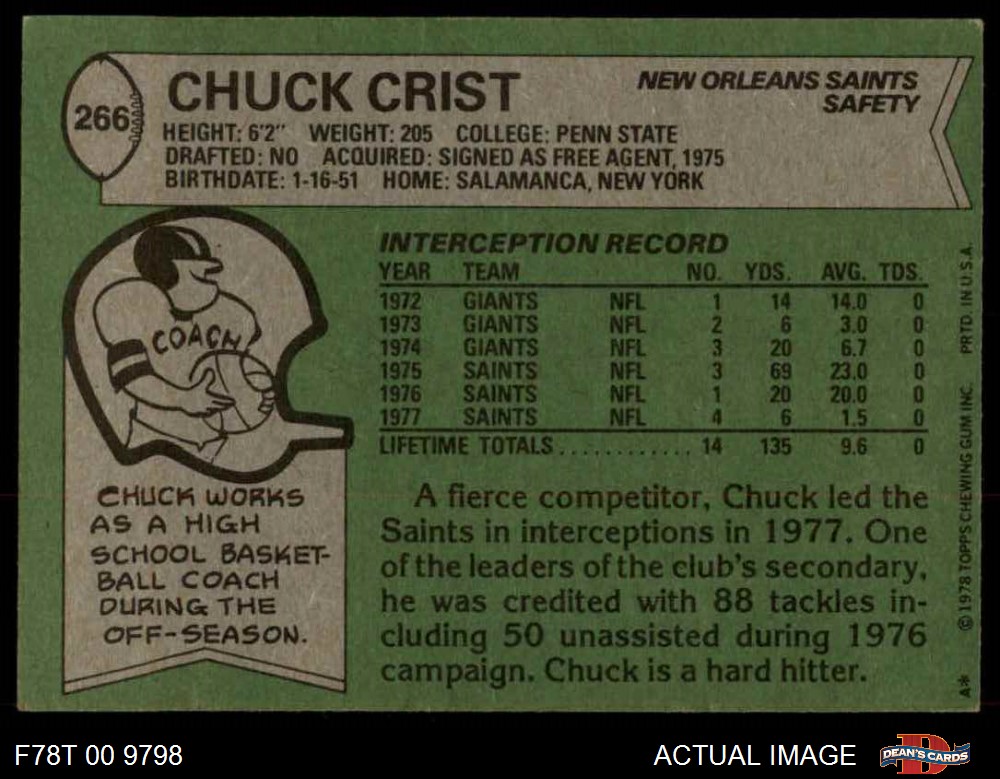 266
CHUCK CRIST
NEW ORLEANS SAINTS
SAFETY
HEIGHT: 6'2" WEIGHT: 205 COLLEGE: PENN STATE
DRAFTED: NO ACQUIRED: SIGNED AS FREE AGENT, 1975
BIRTHDATE: 1-16-51 HOME: SALAMANCA, NEW YORK
COACH
CHUCK WORKS
AS A HIGH
SCHOOL BASKET-
BALL COACH
DURING THE
OFF-SEASON.
INTERCEPTION RECORD
YEAR TEAM NO. YDS. AVG. TDS.
1972 GIANTS NFL 1 14 14.0 0
1973 GIANTS NFL 2 6 3.0 0
1974 GIANTS NFL 3 20 6.7 0
1975 SAINTS NFL 3 69 23.0 0
1976 SAINTS NFL 1 20 20.0 0
1977 SAINTS NFL 4 6 1.5 0
LIFETIME TOTALS............ 14 135 9.6 0
A fierce competitor, Chuck led the
Saints in interceptions in 1977. One
of the leaders of the club's secondary,
he was credited with 88 tackles in-
cluding 50 unassisted during 1976
campaign. Chuck is a hard hitter.
A* © 1978 TOPPS CHEWING GUM INC. PRTD. IN U.S.A.
F78T 00 9798
ACTUAL IMAGE
DEAN'S CARDS